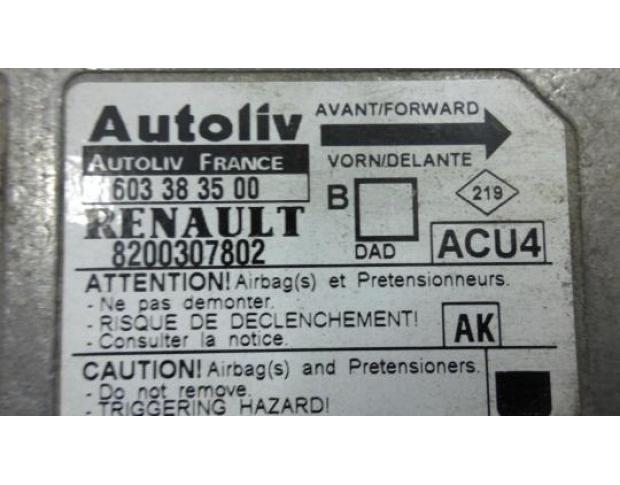 Autoliv
AVANT/FORWARD
AUTOLIV FRANCE
VORN/DELANTE
603 38 35 00
B
219
RENAULT
8200307802
DAD
ACU4
ATTENTION! Airbag(s) et Pretensionneurs.
- Ne pas demonter.
- RISQUE DE DECLENCHEMENT!
- Consulter la notice.
AK
CAUTION! Airbag(s) and Pretensioners.
- Do not remove.
- TRIGGERING HAZARD!